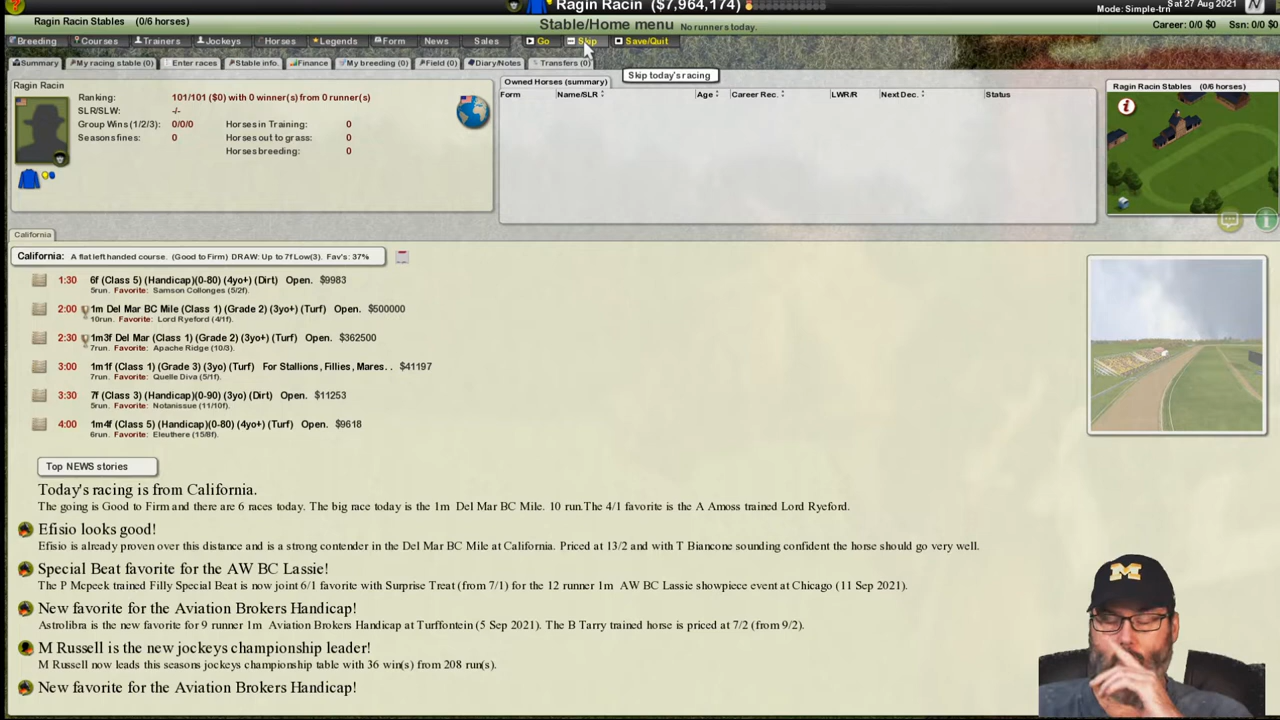 Ragin Racin ($7,964,174)
Mode: Simple-trn
Sat 27 Aug 2021
Ragin Racin Stables (0/6 horses)
Stable/Home menu
No runners today.
Career: 0/0 $0
Ssn: 0/0 $0
Breeding
Courses
Trainers
Jockeys
Horses
Legends
Form
News
Sales
Go
Skip
Save/Quit
Summary
My racing stable (0)
Enter races
Stable info.
Finance
My breeding (0)
Field (0)
Diary/Notes
Transfers (0)
Skip today's racing
Ragin Racin
Ranking: 101/101 ($0) with 0 winner(s) from 0 runner(s)
SLR/SLW: -/-
Group Wins (1/2/3): 0/0/0
Horses in Training: 0
Seasons fines: 0
Horses out to grass: 0
Horses breeding: 0
Owned Horses (summary)
Form
Name/SLR
Age
Career Rec.
LWR/R
Next Dec.
Status
Ragin Racin Stables (0/6 horses)
California
California: A flat left handed course. (Good to Firm) DRAW: Up to 7f Low(3). Fav's: 37%
1:30 6f (Class 5) (Handicap)(0-80) (4yo+) (Dirt) Open. $9983
5run. Favorite: Samson Collonges (5/2f).
2:00 1m Del Mar BC Mile (Class 1) (Grade 2) (3yo+) (Turf) Open. $500000
10run. Favorite: Lord Ryeford (4/1f).
2:30 1m3f Del Mar (Class 1) (Grade 2) (3yo+) (Turf) Open. $362500
7run. Favorite: Apache Ridge (10/3).
3:00 1m1f (Class 1) (Grade 3) (3yo) (Turf) For Stallions, Fillies, Mares. . $41197
7run. Favorite: Quelle Diva (5/1f).
3:30 7f (Class 3) (Handicap)(0-90) (3yo) (Dirt) Open. $11253
5run. Favorite: Notanissue (11/10f).
4:00 1m4f (Class 5) (Handicap)(0-80) (4yo+) (Turf) Open. $9618
6run. Favorite: Eleuthere (15/8f).
Top NEWS stories
Today's racing is from California.
The going is Good to Firm and there are 6 races today. The big race today is the 1m Del Mar BC Mile. 10 run.The 4/1 favorite is the A Amoss trained Lord Ryeford.
Efisio looks good!
Efisio is already proven over this distance and is a strong contender in the Del Mar BC Mile at California. Priced at 13/2 and with T Biancone sounding confident the horse should go very well.
Special Beat favorite for the AW BC Lassie!
The P Mcpeek trained Filly Special Beat is now joint 6/1 favorite with Surprise Treat (from 7/1) for the 12 runner 1m AW BC Lassie showpiece event at Chicago (11 Sep 2021).
New favorite for the Aviation Brokers Handicap!
Astrolibra is the new favorite for 9 runner 1m Aviation Brokers Handicap at Turffontein (5 Sep 2021). The B Tarry trained horse is priced at 7/2 (from 9/2).
M Russell is the new jockeys championship leader!
M Russell now leads this seasons jockeys championship table with 36 win(s) from 208 run(s).
New favorite for the Aviation Brokers Handicap!
M